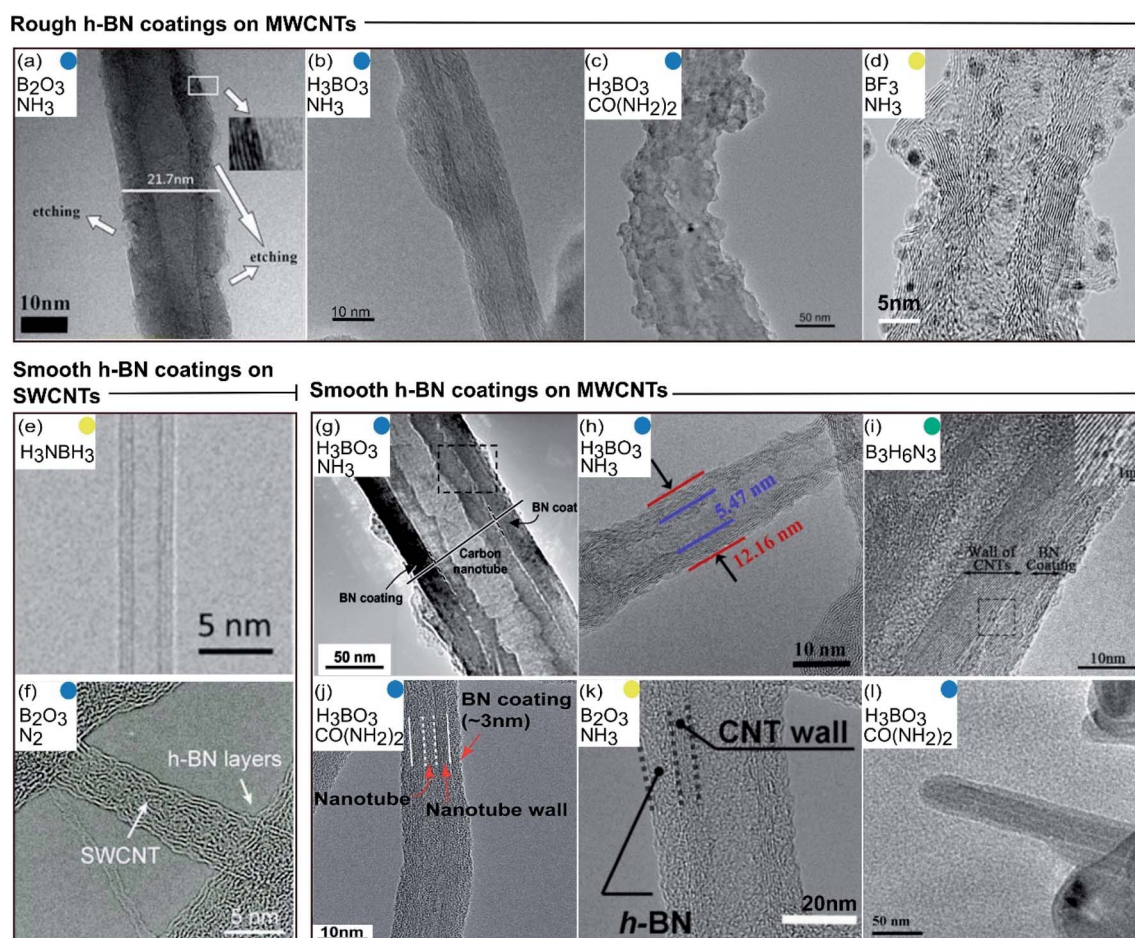 Rough h-BN coatings on MWCNTs
(a)
B₂O₃
NH₃
21.7nm
etching
etching
10nm
(b)
H₃BO₃
NH₃
10 nm
(c)
H₃BO₃
CO(NH₂)₂
50 nm
(d)
BF₃
NH₃
5nm
Smooth h-BN coatings on
SWCNTs
Smooth h-BN coatings on MWCNTs
(e)
H₃NBH₃
5 nm
(f)
B₂O₃
N₂
h-BN layers
SWCNT
5 nm
(g)
H₃BO₃
NH₃
BN coat
Carbon
nanotube
BN coating
50 nm
(h)
H₃BO₃
NH₃
5.47 nm
12.16 nm
10 nm
(i)
B₃H₆N₃
Wall of
CNTs
BN
Coating
10nm
(j)
H₃BO₃
CO(NH₂)₂
BN coating
(~3nm)
Nanotube
Nanotube wall
10nm
(k)
B₂O₃
NH₃
CNT wall
h-BN
20nm
(l)
H₃BO₃
CO(NH₂)₂
50 nm